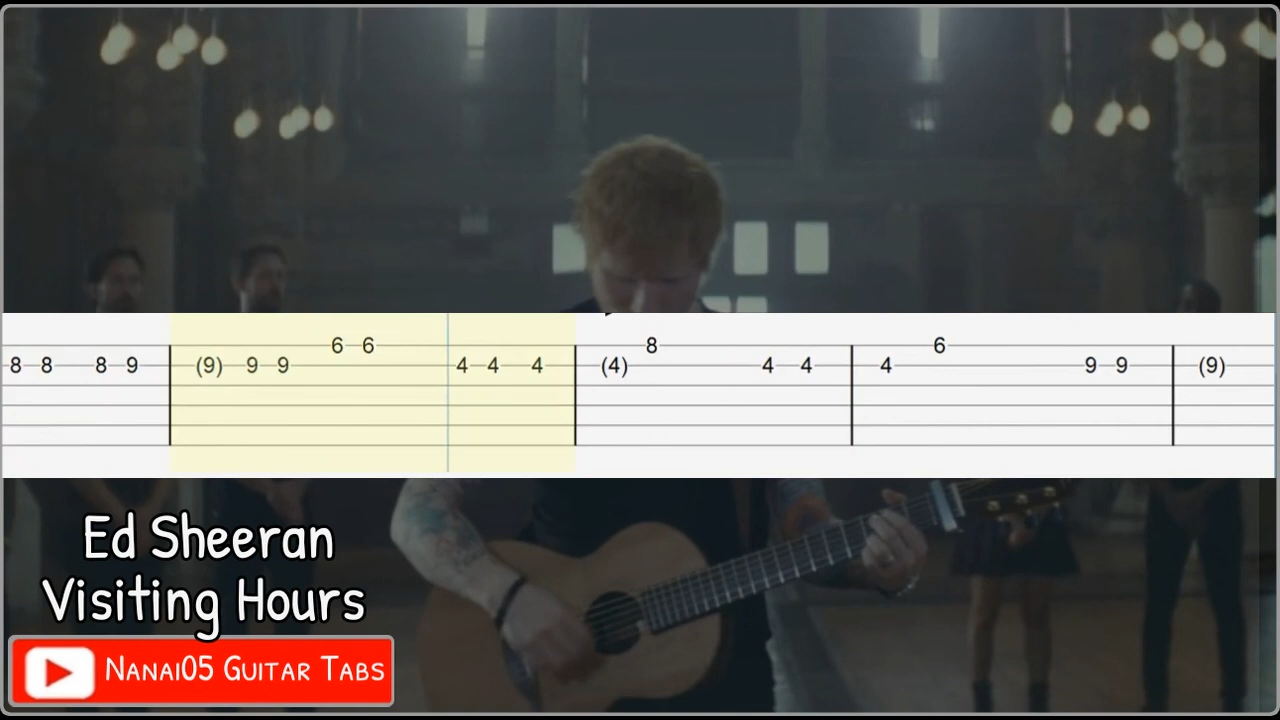 6 6 8 6
8 8 8 9 (9) 9 9 4 4 4 (4) 4 4 4 9 9 (9)
Ed Sheeran
Visiting Hours
Nanai05 Guitar Tabs